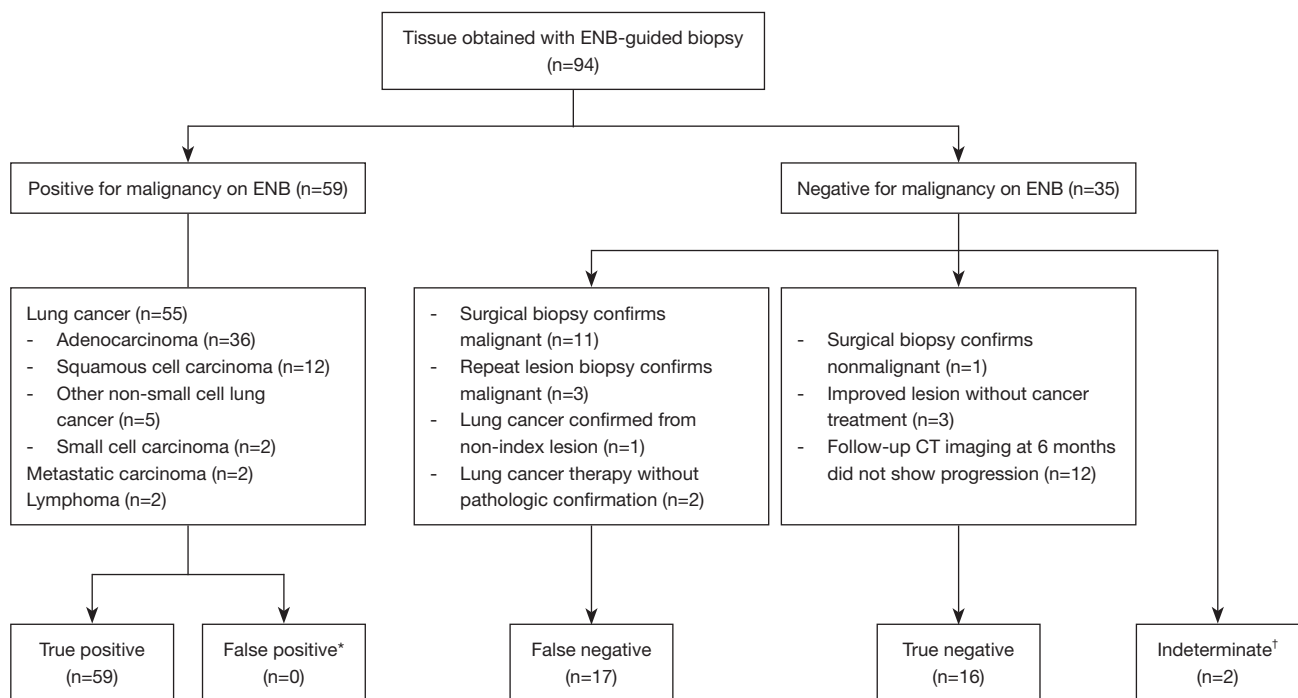 Tissue obtained with ENB-guided biopsy
(n=94)
Positive for malignancy on ENB (n=59)
Negative for malignancy on ENB (n=35)
Lung cancer (n=55)
- Adenocarcinoma (n=36)
- Squamous cell carcinoma (n=12)
- Other non-small cell lung
cancer (n=5)
- Small cell carcinoma (n=2)
Metastatic carcinoma (n=2)
Lymphoma (n=2)
- Surgical biopsy confirms
malignant (n=11)
- Repeat lesion biopsy confirms
malignant (n=3)
- Lung cancer confirmed from
non-index lesion (n=1)
- Lung cancer therapy without
pathologic confirmation (n=2)
- Surgical biopsy confirms
nonmalignant (n=1)
- Improved lesion without cancer
treatment (n=3)
- Follow-up CT imaging at 6 months
did not show progression (n=12)
True positive
(n=59)
False positive*
(n=0)
False negative
(n=17)
True negative
(n=16)
Indeterminate†
(n=2)